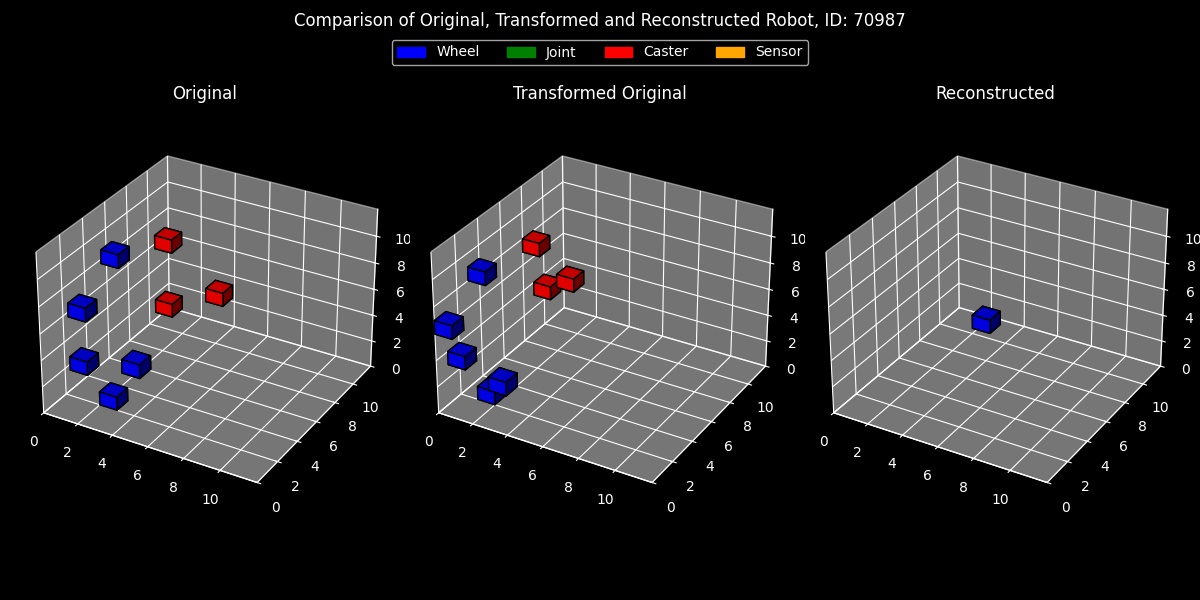 Comparison of Original, Transformed and Reconstructed Robot, ID: 70987
Wheel Joint Caster Sensor
Original
Transformed Original
Reconstructed
0 2 4 6 8 10
0 2 4 6 8 10
0 2 4 6 8 10
0 2 4 6 8 10
0 2 4 6 8 10
0 2 4 6 8 10
0 2 4 6 8 10
0 2 4 6 8 10
0 2 4 6 8 10